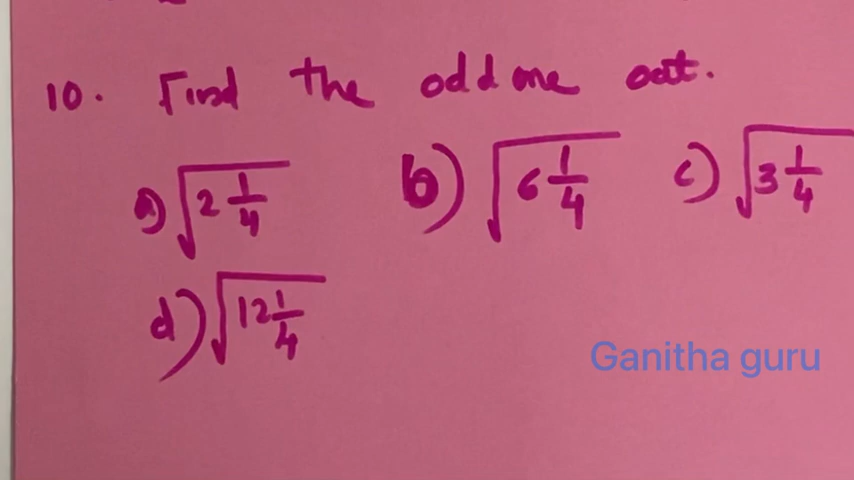 10. Find the odd one out.
a) √2 1/4 b) √6 1/4 c) √3 1/4
d) √12 1/4
Ganitha guru